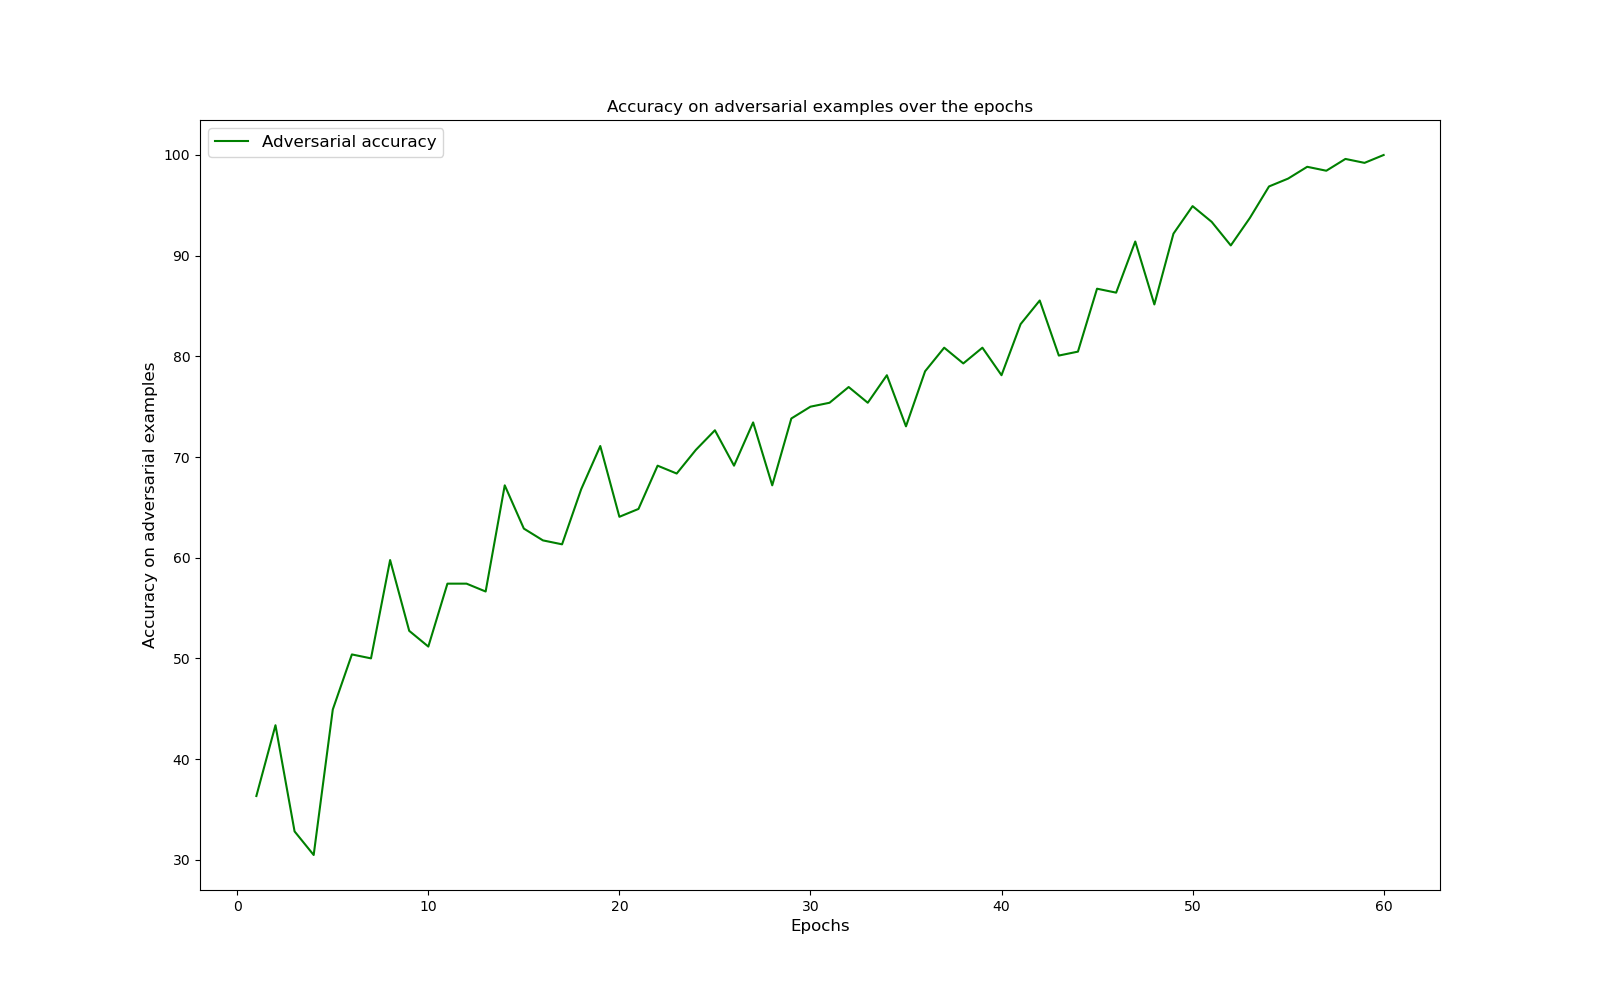 Accuracy on adversarial examples over the epochs
Adversarial accuracy
100
90
80
70
60
50
40
30
Accuracy on adversarial examples
0 10 20 30 40 50 60
Epochs